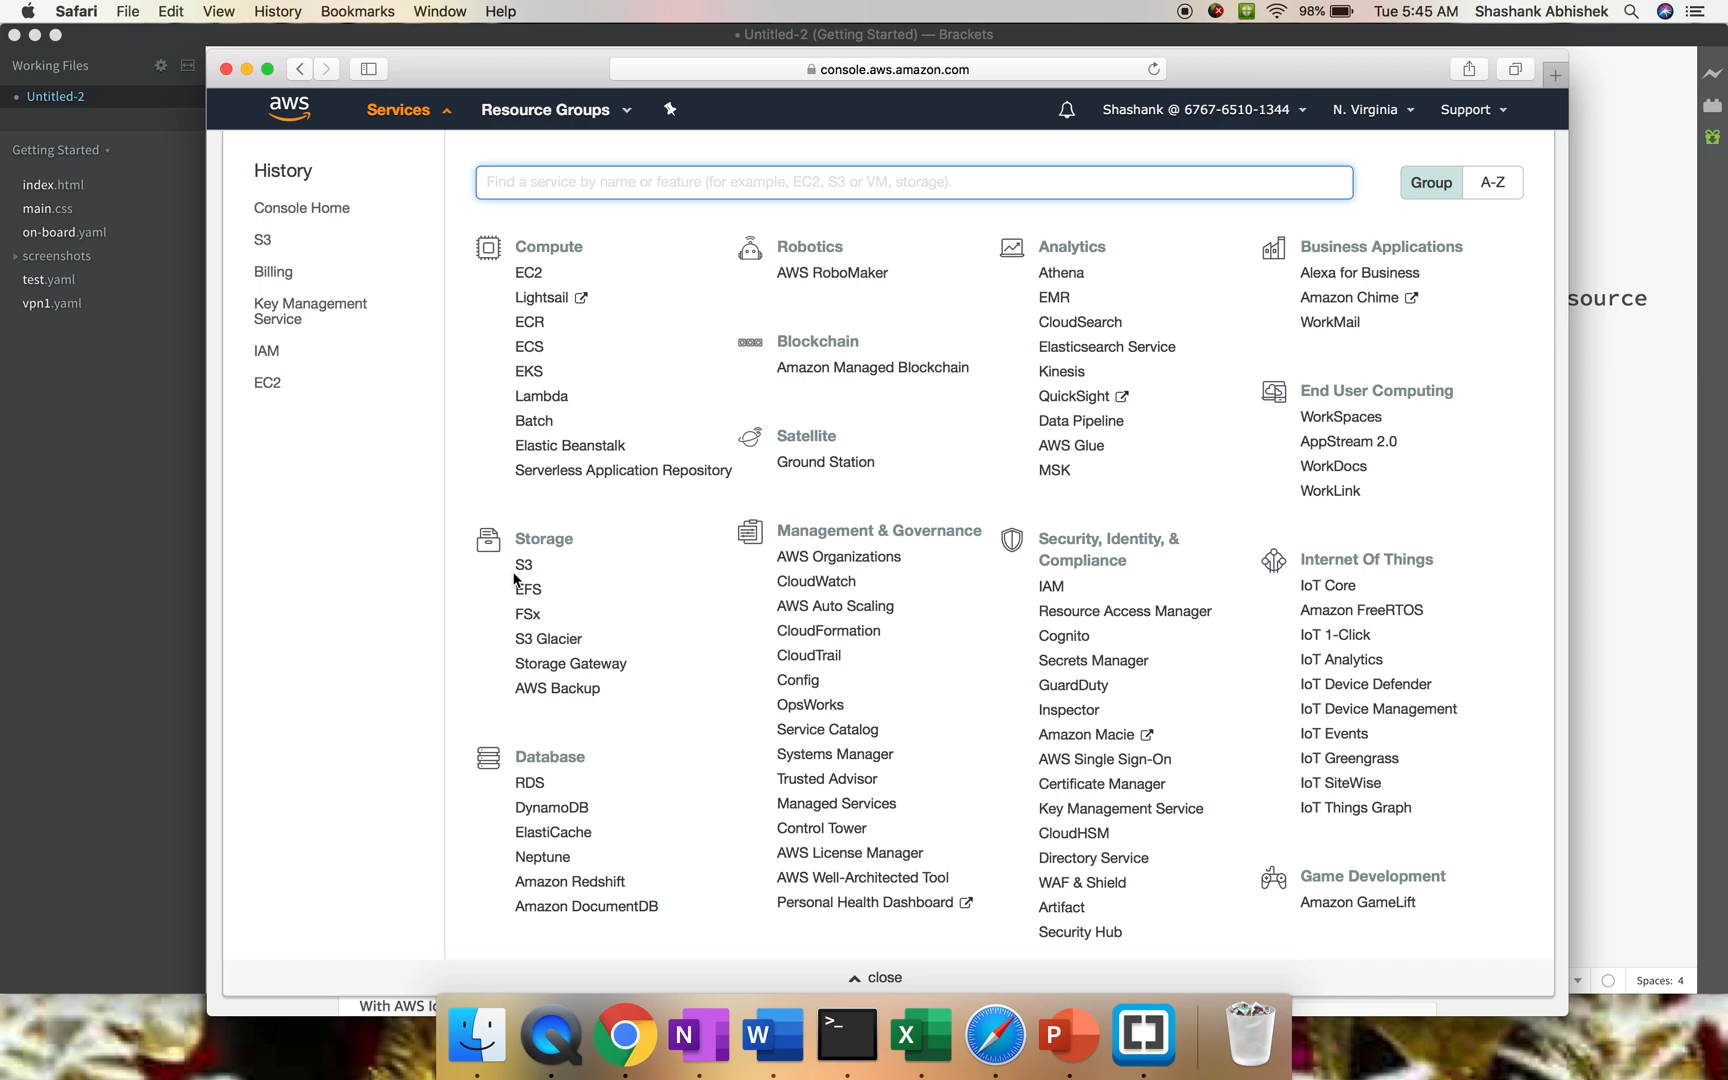 Safari File Edit View History Bookmarks Window Help
98% Tue 5:45 AM Shashank Abhishek
• Untitled-2 (Getting Started) — Brackets
Working Files
• Untitled-2
Getting Started
index.html
main.css
on-board.yaml
screenshots
test.yaml
vpn1.yaml
console.aws.amazon.com
aws
Services
Resource Groups
Shashank @ 6767-6510-1344
N. Virginia
Support
History
Console Home
S3
Billing
Key Management
Service
IAM
EC2
Find a service by name or feature (for example, EC2, S3 or VM, storage).
Group
A-Z
Compute
EC2
Lightsail
ECR
ECS
EKS
Lambda
Batch
Elastic Beanstalk
Serverless Application Repository
Storage
S3
EFS
FSx
S3 Glacier
Storage Gateway
AWS Backup
Database
RDS
DynamoDB
ElastiCache
Neptune
Amazon Redshift
Amazon DocumentDB
Robotics
AWS RoboMaker
Blockchain
Amazon Managed Blockchain
Satellite
Ground Station
Management & Governance
AWS Organizations
CloudWatch
AWS Auto Scaling
CloudFormation
CloudTrail
Config
OpsWorks
Service Catalog
Systems Manager
Trusted Advisor
Managed Services
Control Tower
AWS License Manager
AWS Well-Architected Tool
Personal Health Dashboard
Analytics
Athena
EMR
CloudSearch
Elasticsearch Service
Kinesis
QuickSight
Data Pipeline
AWS Glue
MSK
Security, Identity, &
Compliance
IAM
Resource Access Manager
Cognito
Secrets Manager
GuardDuty
Inspector
Amazon Macie
AWS Single Sign-On
Certificate Manager
Key Management Service
CloudHSM
Directory Service
WAF & Shield
Artifact
Security Hub
Business Applications
Alexa for Business
Amazon Chime
WorkMail
End User Computing
WorkSpaces
AppStream 2.0
WorkDocs
WorkLink
Internet Of Things
IoT Core
Amazon FreeRTOS
IoT 1-Click
IoT Analytics
IoT Device Defender
IoT Device Management
IoT Events
IoT Greengrass
IoT SiteWise
IoT Things Graph
Game Development
Amazon GameLift
close
source
Spaces: 4
With AWS
N
W
>_
X
P